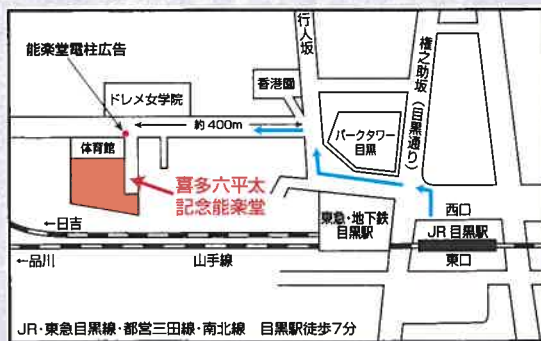 能楽堂電柱広告
ドレメ女学院
香港園
行人坂
権之助坂(目黒通り)
約400m
パークタワー
目黒
体育館
喜多六平太
記念能楽堂
西口
←日吉
東急・地下鉄
目黒駅
JR目黒駅
←品川
山手線
東口
JR・東急目黒線・都営三田線・南北線 目黒駅徒歩7分